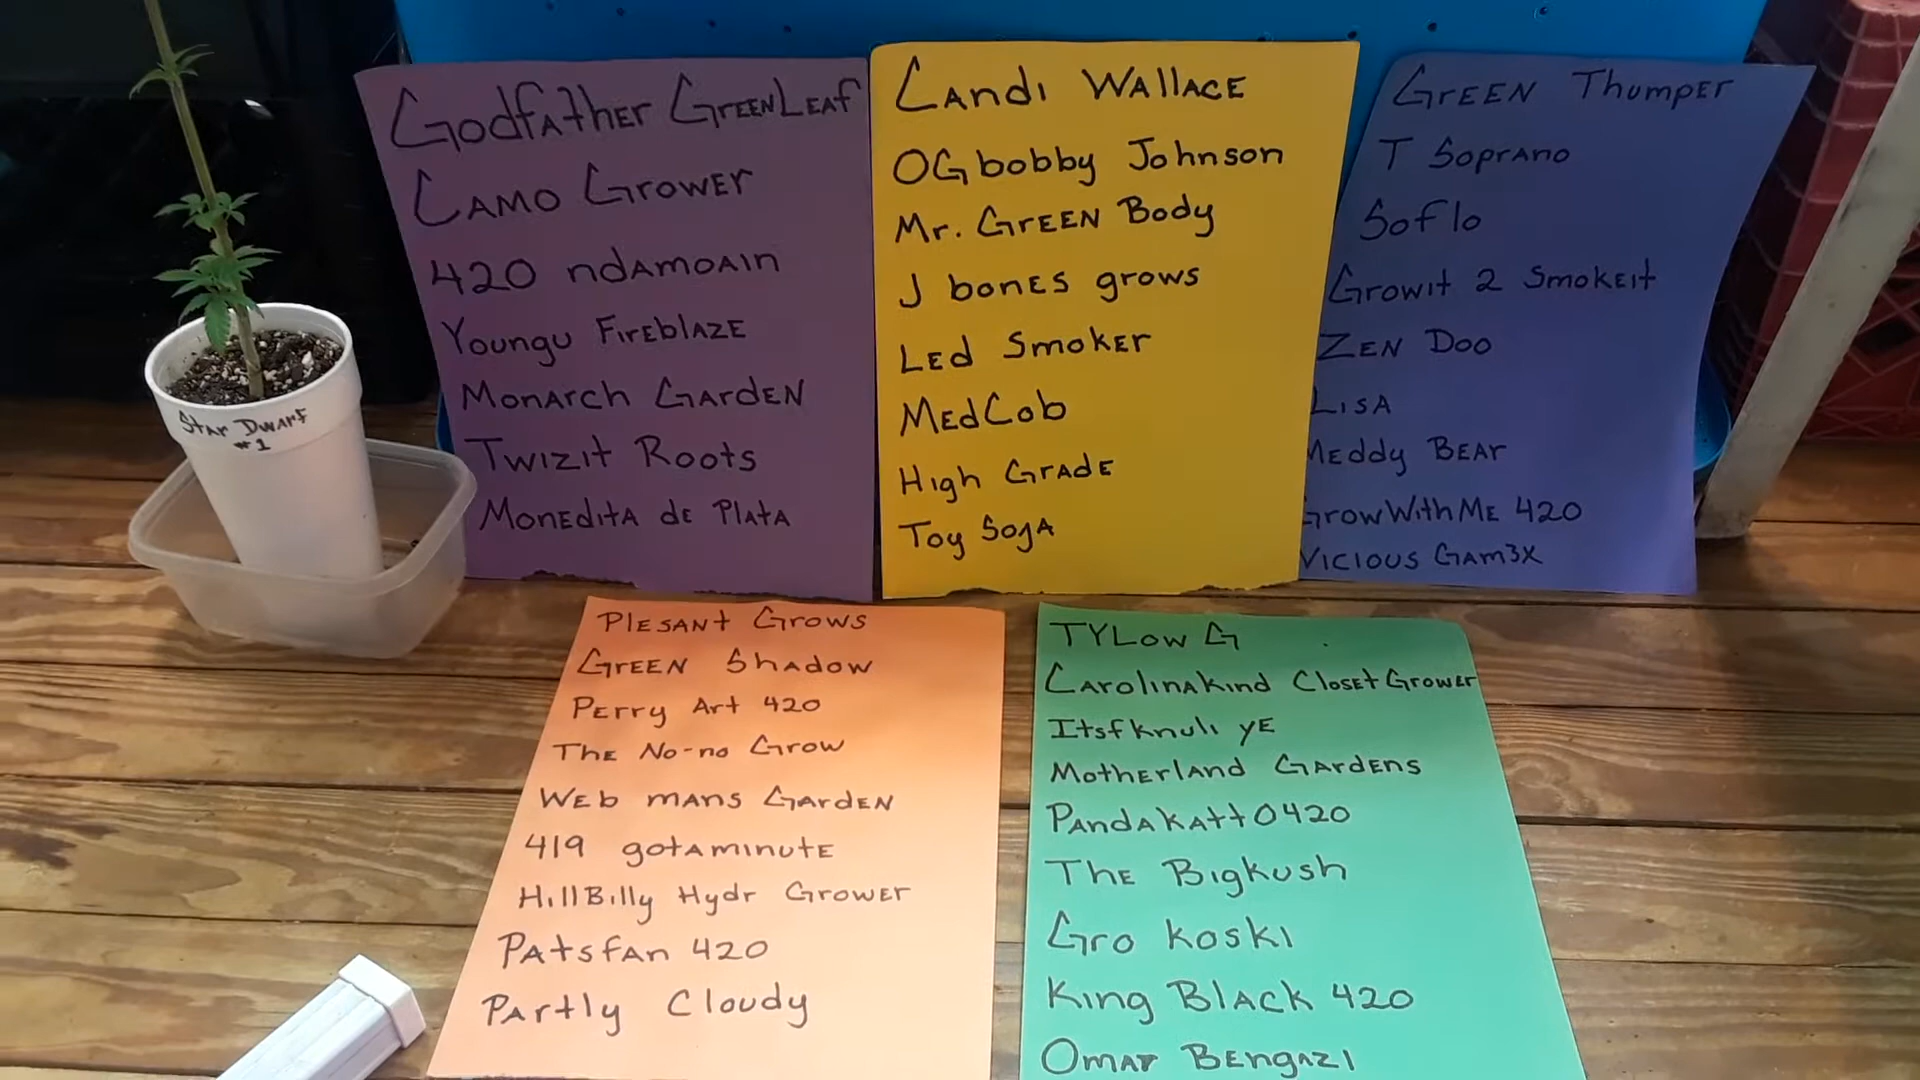 Godfather GreenLeaf
Camo Grower
420 ndamoain
Youngu Fireblaze
Monarch Garden
Twizit Roots
Monedita de Plata
Candi Wallace
OGbobby Johnson
Mr. Green Body
J bones grows
Led Smoker
MedCob
High Grade
Toy Soja
Green Thumper
T Soprano
Soflo
Growit 2 Smokeit
Zen Doo
Lisa
Meddy Bear
GrowWithMe 420
Vicious Gam3x
Star Dwarf
#1
Plesant Grows
Green Shadow
Perry Art 420
The No-no Grow
Web mans Garden
419 gotaminute
HillBilly Hydr Grower
Patsfan 420
Partly Cloudy
TYLow G
Carolinakind Closet Grower
Itsfknuli ye
Motherland Gardens
Pandakatt0420
The Bigkush
Gro koski
King Black 420
Omar Bengazi